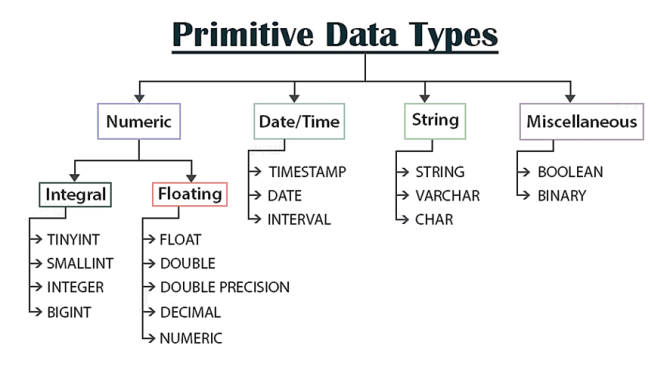 Primitive Data Types
Numeric
Date/Time
String
Miscellaneous
Integral
Floating
TINYINT
SMALLINT
INTEGER
BIGINT
FLOAT
DOUBLE
DOUBLE PRECISION
DECIMAL
NUMERIC
TIMESTAMP
DATE
INTERVAL
STRING
VARCHAR
CHAR
BOOLEAN
BINARY